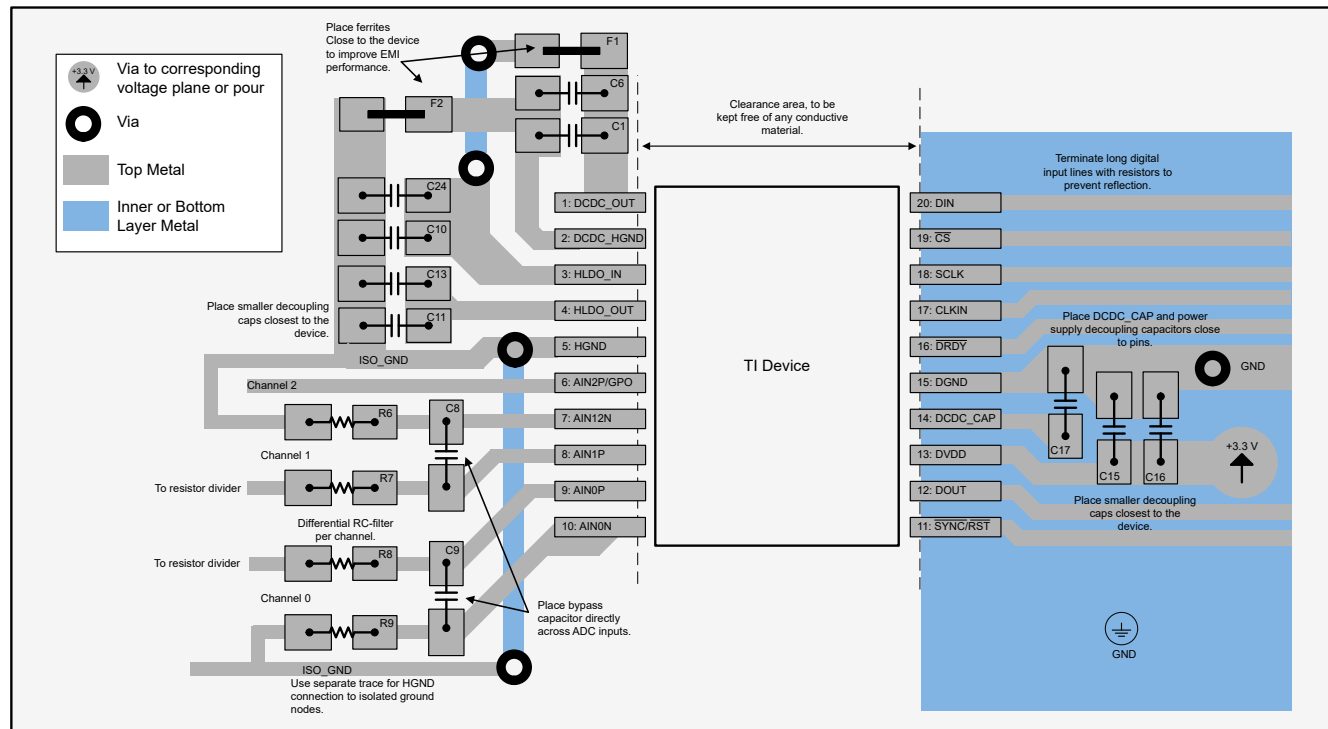 Place ferrites
Close to the device
to improve EMI
performance.
+3.3 V
Via to corresponding
voltage plane or pour
Via
Top Metal
Inner or Bottom
Layer Metal
F1
C6
F2
C1
Clearance area, to be
kept free of any conductive
material.
Terminate long digital
input lines with resistors to
prevent reflection.
C24
C10
C13
C11
Place smaller decoupling
caps closest to the
device.
1: DCDC_OUT
2: DCDC_HGND
3: HLDO_IN
4: HLDO_OUT
5: HGND
6: AIN2P/GPO
7: AIN12N
8: AIN1P
9: AIN0P
10: AIN0N
TI Device
20: DIN
19: CS
18: SCLK
17: CLKIN
16: DRDY
15: DGND
14: DCDC_CAP
13: DVDD
12: DOUT
11: SYNC/RST
Place DCDC_CAP and power
supply decoupling capacitors close
to pins.
GND
C17
C15
C16
+3.3 V
Place smaller decoupling
caps closest to the
device.
GND
ISO_GND
Channel 2
R6
C8
Channel 1
R7
To resistor divider
Differential RC-filter
per channel.
R8
C9
To resistor divider
Channel 0
R9
Place bypass
capacitor directly
across ADC inputs.
ISO_GND
Use separate trace for HGND
connection to isolated ground
nodes.